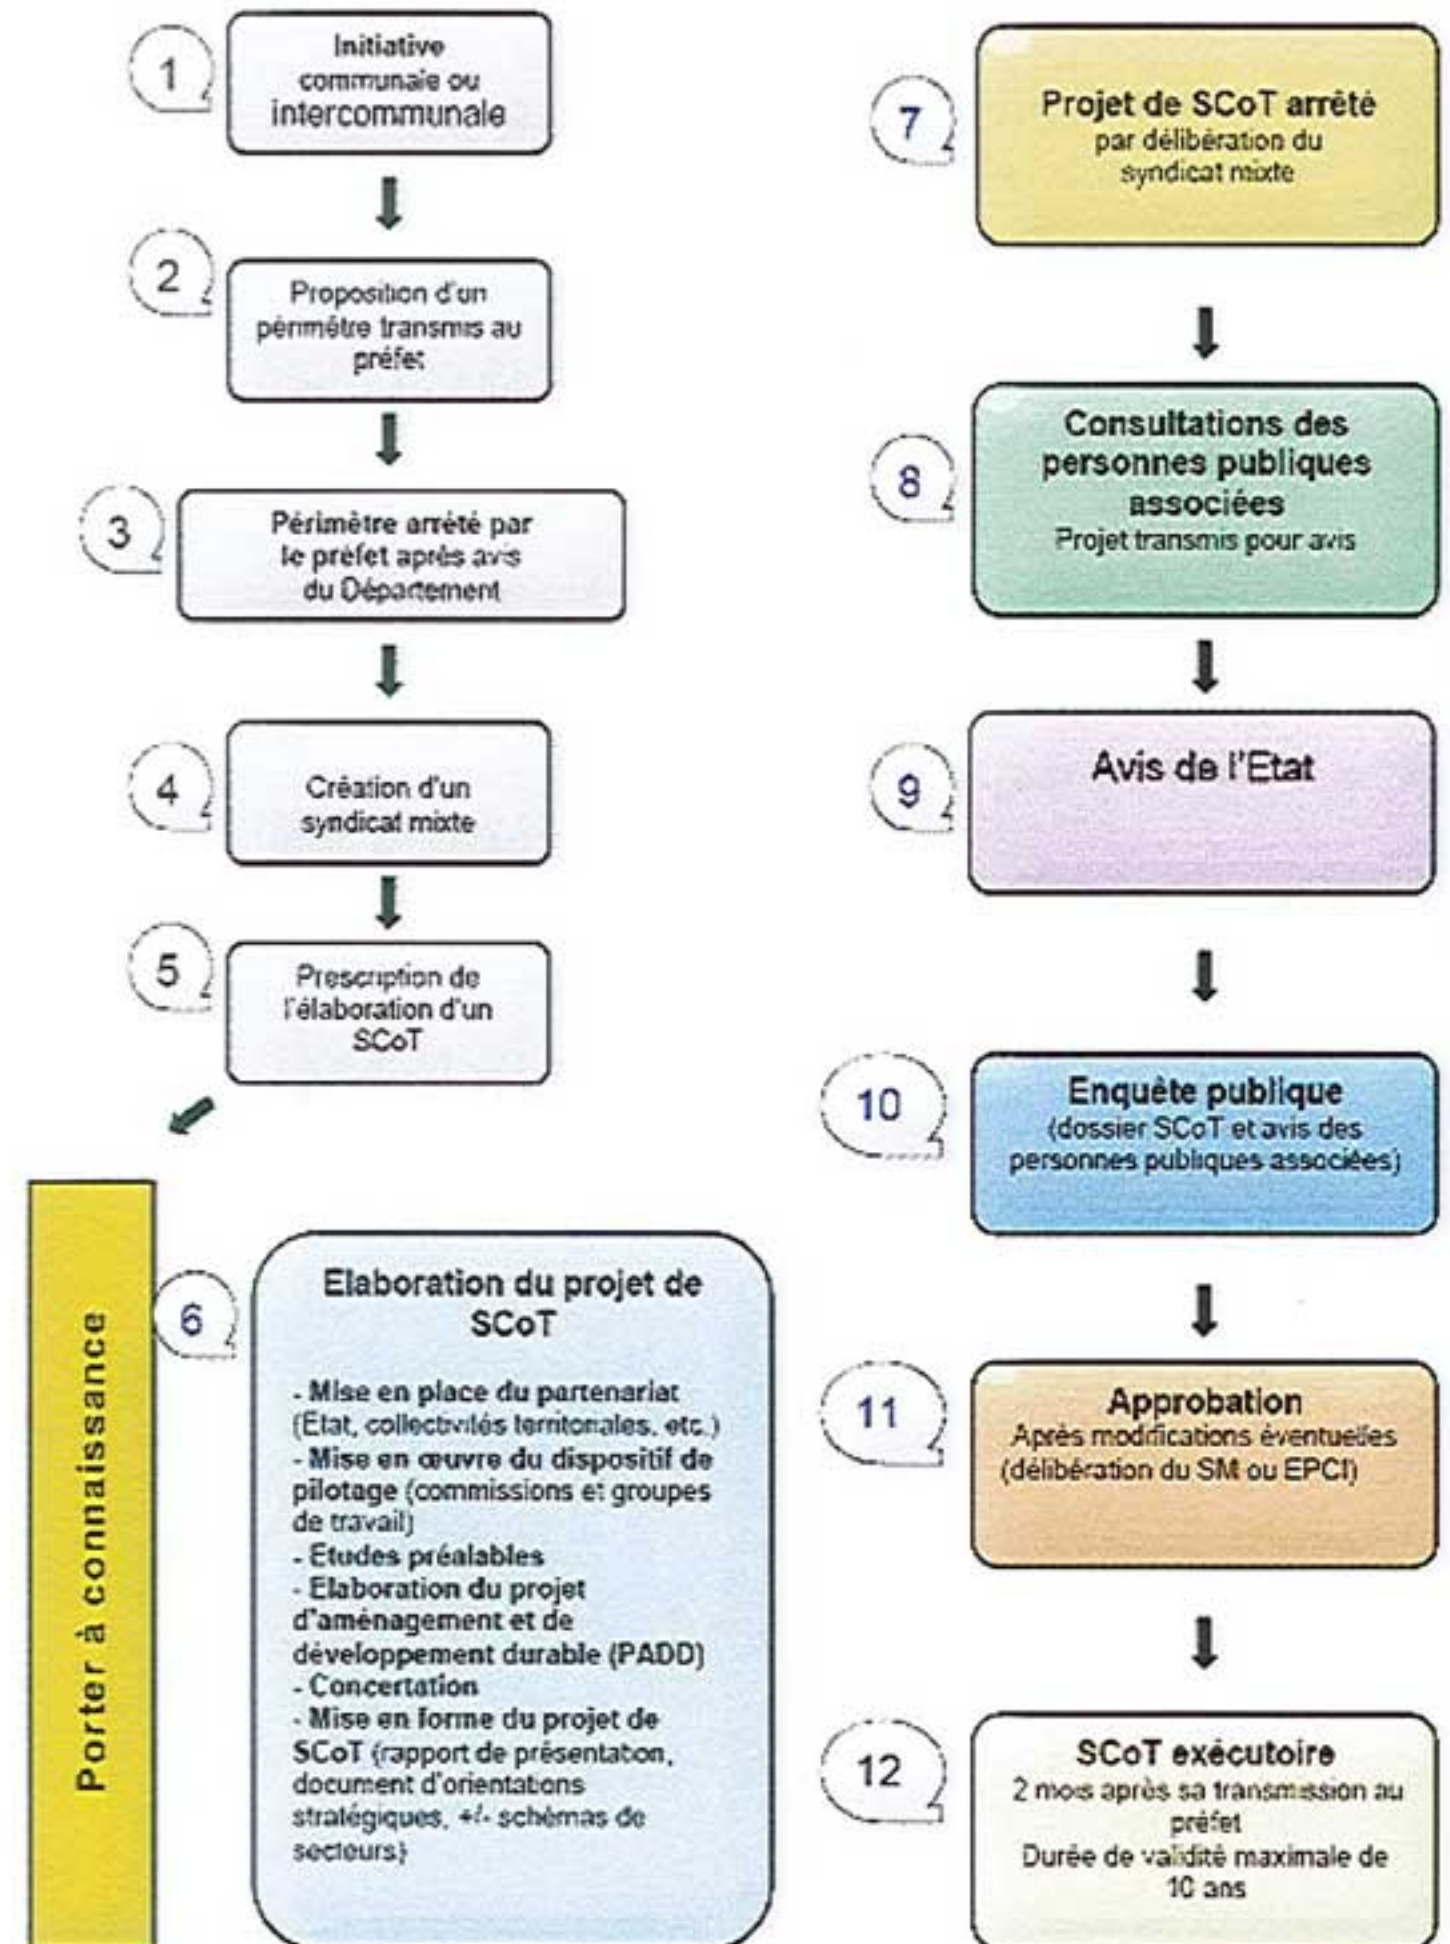 1
Initiative
communale ou
intercommunale
2
Proposition d'un
périmètre transmis au
préfet
3
Périmètre arrêté par
le préfet après avis
du Département
4
Création d'un
syndicat mixte
5
Prescription de
l'élaboration d'un
SCoT
Porter à connaissance
6
Elaboration du projet de
SCoT
- Mise en place du partenariat
(Etat, collectivités territoriales, etc.)
- Mise en œuvre du dispositif de
pilotage (commissions et groupes
de travail)
- Etudes préalables
- Elaboration du projet
d'aménagement et de
développement durable (PADD)
- Concertation
- Mise en forme du projet de
SCoT (rapport de présentation,
document d'orientations
stratégiques, +/- schémas de
secteurs)
7
Projet de SCoT arrêté
par délibération du
syndicat mixte
8
Consultations des
personnes publiques
associées
Projet transmis pour avis
9
Avis de l'Etat
10
Enquête publique
(dossier SCoT et avis des
personnes publiques associées)
11
Approbation
Après modifications éventuelles
(délibération du SM ou EPCI)
12
SCoT exécutoire
2 mois après sa transmission au
préfet
Durée de validité maximale de
10 ans